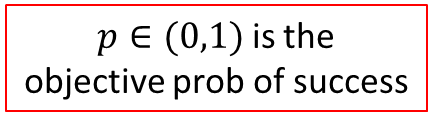 p ∈ (0,1) is the
objective prob of success